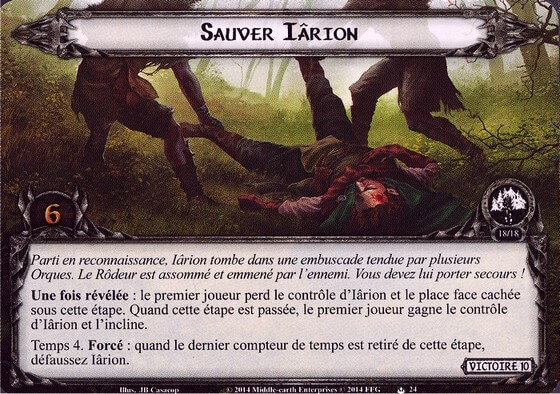 SAUVER IÂRION
6
18/18
Parti en reconnaissance, Iârion tombe dans une embuscade tendue par plusieurs
Orques. Le Rôdeur est assommé et emmené par l'ennemi. Vous devez lui porter secours !
Une fois révélée : le premier joueur perd le contrôle d'Iârion et le place face cachée
sous cette étape. Quand cette étape est passée, le premier joueur gagne le contrôle
d'Iârion et l'incline.
Temps 4. Forcé : quand le dernier compteur de temps est retiré de cette étape,
défaussez Iârion.
VICTOIRE 10
Illus. JB Casacop
© 2014 Middle-earth Enterprises © 2014 FFG
24